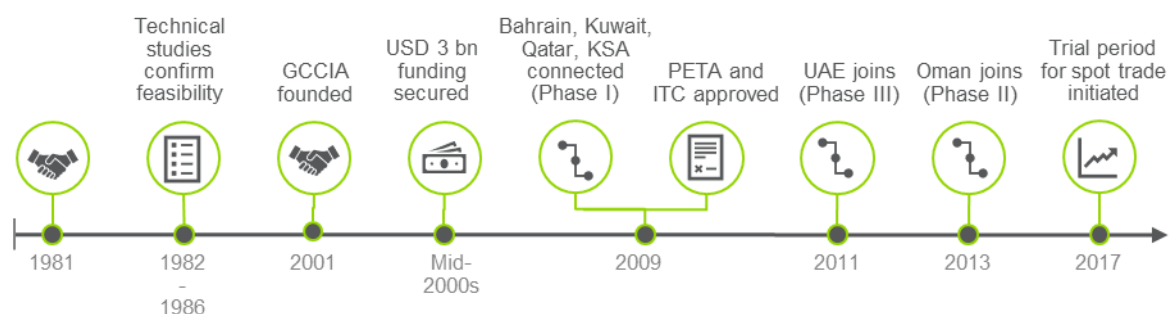 Technical
studies
confirm
feasibility
GCCIA
founded
USD 3 bn
funding
secured
Bahrain, Kuwait,
Qatar, KSA
connected
(Phase I)
PETA and
ITC approved
UAE joins
(Phase III)
Oman joins
(Phase II)
Trial period
for spot trade
initiated
1981
1982
-
1986
2001
Mid-
2000s
2009
2011
2013
2017